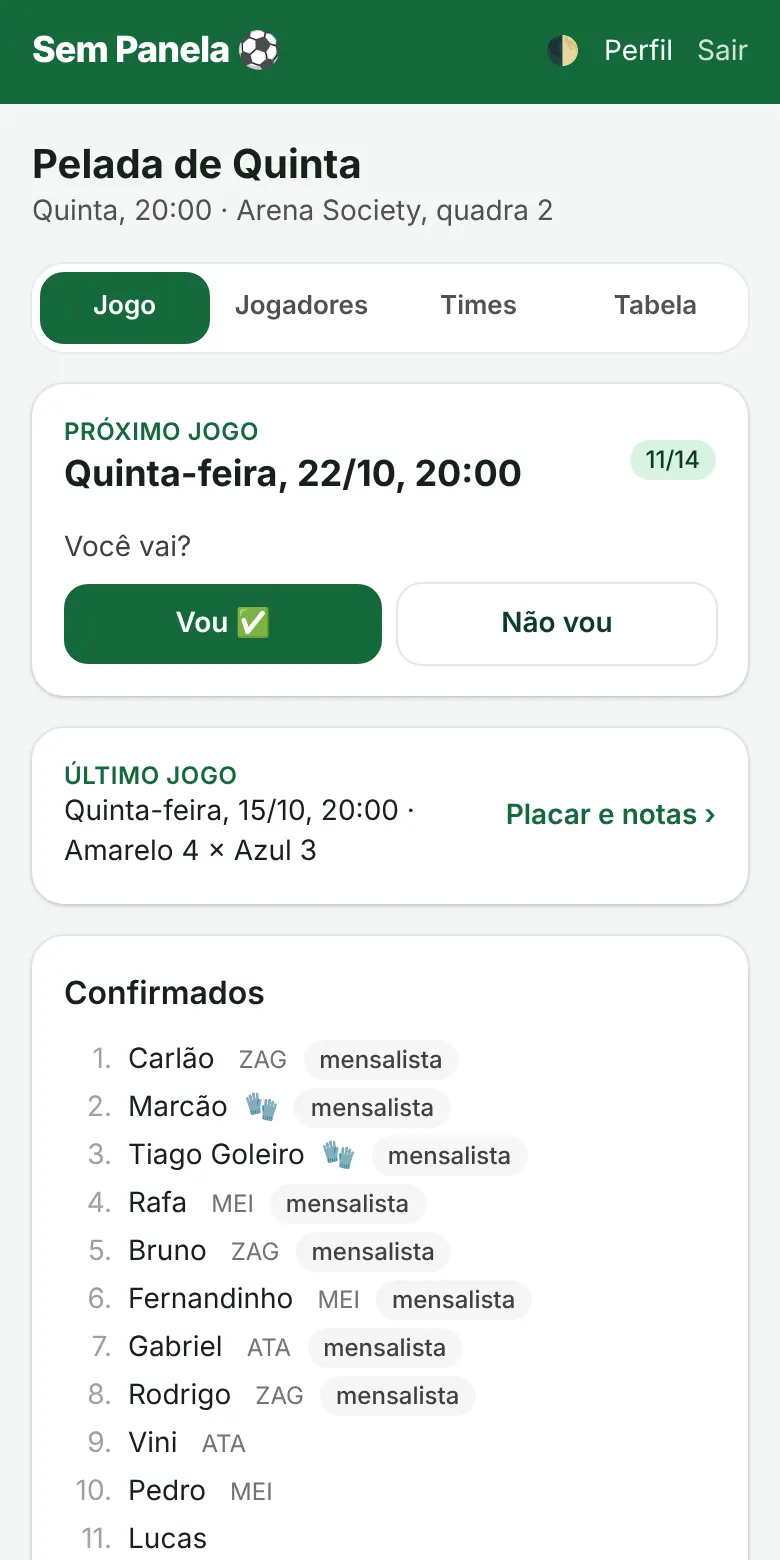 Sem Panela ⚽ 🌓 Perfil Sair
Pelada de Quinta
Quinta, 20:00 · Arena Society, quadra 2
Jogo Jogadores Times Tabela
PRÓXIMO JOGO
Quinta-feira, 22/10, 20:00
11/14
Você vai?
Vou ✅ Não vou
ÚLTIMO JOGO
Quinta-feira, 15/10, 20:00 ·
Amarelo 4 × Azul 3
Placar e notas ›
Confirmados
1. Carlão ZAG mensalista
2. Marcão 🧤 mensalista
3. Tiago Goleiro 🧤 mensalista
4. Rafa MEI mensalista
5. Bruno ZAG mensalista
6. Fernandinho MEI mensalista
7. Gabriel ATA mensalista
8. Rodrigo ZAG mensalista
9. Vini ATA
10. Pedro MEI
11. Lucas